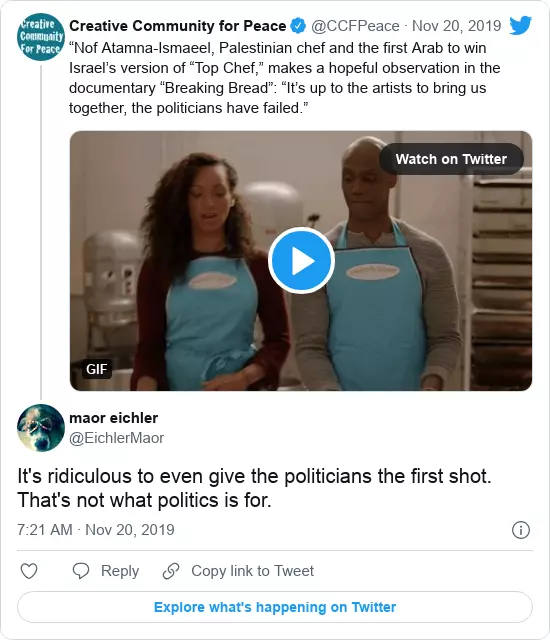 Creative
Community
For Peace
Creative Community for Peace @CCFPeace · Nov 20, 2019
“Nof Atamna-Ismaeel, Palestinian chef and the first Arab to win
Israel’s version of “Top Chef,” makes a hopeful observation in the
documentary “Breaking Bread”: “It’s up to the artists to bring us
together, the politicians have failed.”
Watch on Twitter
GIF
maor eichler
@EichlerMaor
It's ridiculous to even give the politicians the first shot.
That's not what politics is for.
7:21 AM · Nov 20, 2019
Reply
Copy link to Tweet
Explore what's happening on Twitter